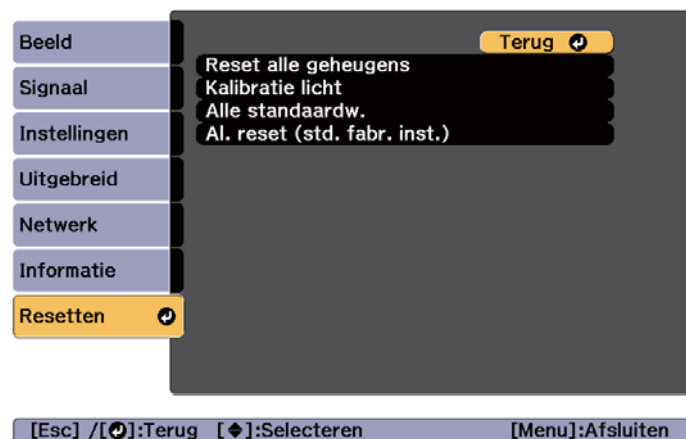 Beeld
Signaal
Instellingen
Uitgebreid
Netwerk
Informatie
Resetten
Terug
Reset alle geheugens
Kalibratie licht
Alle standaardw.
Al. reset (std. fabr. inst.)
[Esc] /[]:Terug []:Selecteren [Menu]:Afsluiten